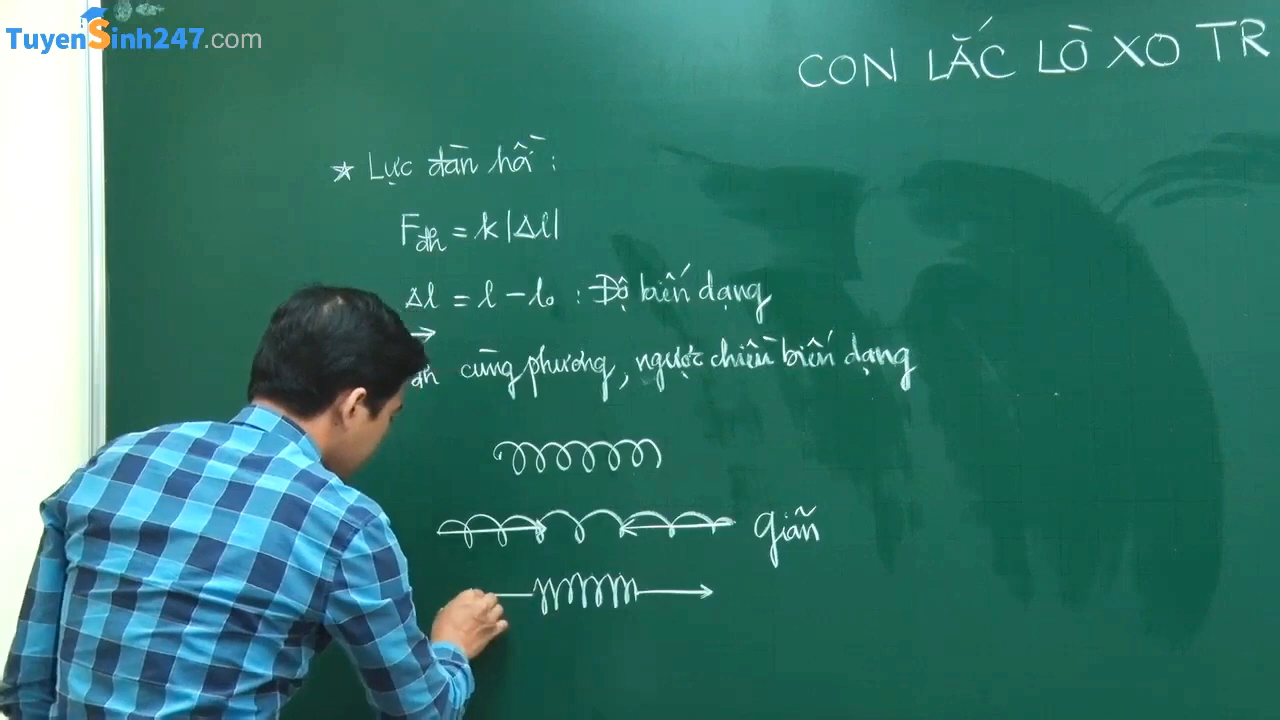 TuyenSinh247.com
CON LẮC LÒ XO TR
* Lực đàn hồi :
Fđh = k |Δl|
Δl = l - l₀ : Độ biến dạng
đh cùng phương, ngược chiều biến dạng
giãn